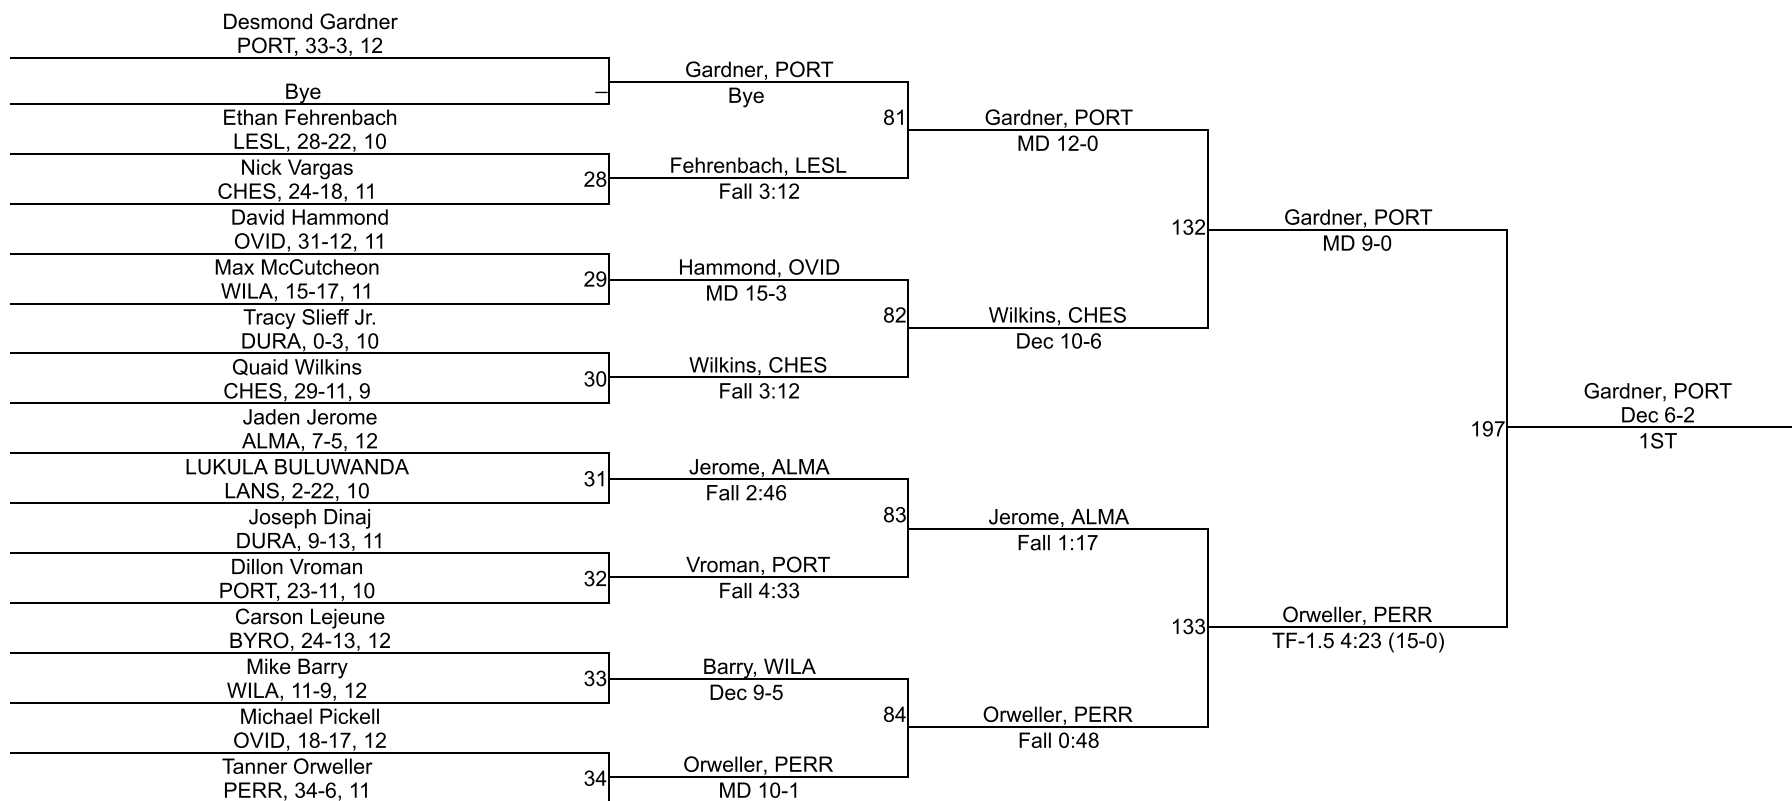 Desmond Gardner
PORT, 33-3, 12
Bye
Ethan Fehrenbach
LESL, 28-22, 10
Nick Vargas
CHES, 24-18, 11
David Hammond
OVID, 31-12, 11
Max McCutcheon
WILA, 15-17, 11
Tracy Slieff Jr.
DURA, 0-3, 10
Quaid Wilkins
CHES, 29-11, 9
Jaden Jerome
ALMA, 7-5, 12
LUKULA BULUWANDA
LANS, 2-22, 10
Joseph Dinaj
DURA, 9-13, 11
Dillon Vroman
PORT, 23-11, 10
Carson Lejeune
BYRO, 24-13, 12
Mike Barry
WILA, 11-9, 12
Michael Pickell
OVID, 18-17, 12
Tanner Orweller
PERR, 34-6, 11
28
29
30
31
32
33
34
Gardner, PORT
Bye
Fehrenbach, LESL
Fall 3:12
Hammond, OVID
MD 15-3
Wilkins, CHES
Fall 3:12
Jerome, ALMA
Fall 2:46
Vroman, PORT
Fall 4:33
Barry, WILA
Dec 9-5
Orweller, PERR
MD 10-1
81
82
83
84
Gardner, PORT
MD 12-0
Wilkins, CHES
Dec 10-6
Jerome, ALMA
Fall 1:17
Orweller, PERR
Fall 0:48
132
133
Gardner, PORT
MD 9-0
Orweller, PERR
TF-1.5 4:23 (15-0)
197
Gardner, PORT
Dec 6-2
1ST